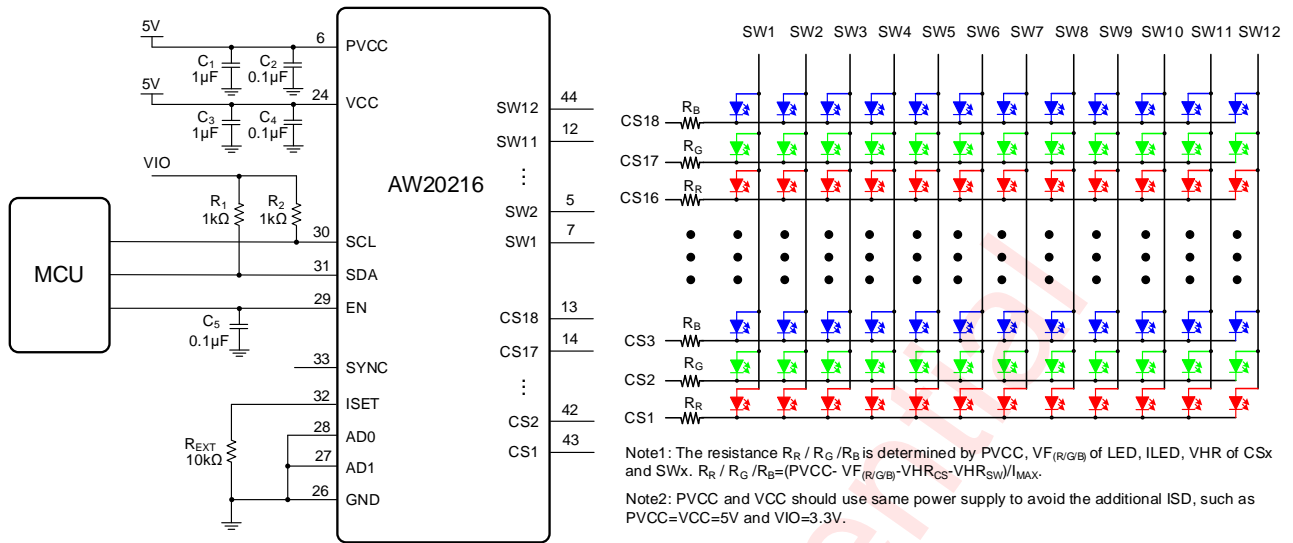 5V
6
PVCC
C1
1µF
C2
0.1µF
5V
24
VCC
C3
1µF
C4
0.1µF
VIO
R1
1kΩ
R2
1kΩ
MCU
30
SCL
31
SDA
29
EN
C5
0.1µF
33
SYNC
32
ISET
REXT
10kΩ
28
AD0
27
AD1
26
GND
AW20216
SW12
44
SW11
12
SW2
5
SW1
7
CS18
13
CS17
14
CS2
42
CS1
43
SW1 SW2 SW3 SW4 SW5 SW6 SW7 SW8 SW9 SW10 SW11 SW12
CS18
RB
CS17
RG
CS16
RR
CS3
RB
CS2
RG
CS1
RR
Note1: The resistance RR / RG /RB is determined by PVCC, VF(R/G/B) of LED, ILED, VHR of CSx
and SWx. RR / RG /RB=(PVCC- VF(R/G/B)-VHRCS-VHRSW)/IMAX.
Note2: PVCC and VCC should use same power supply to avoid the additional ISD, such as
PVCC=VCC=5V and VIO=3.3V.
ential